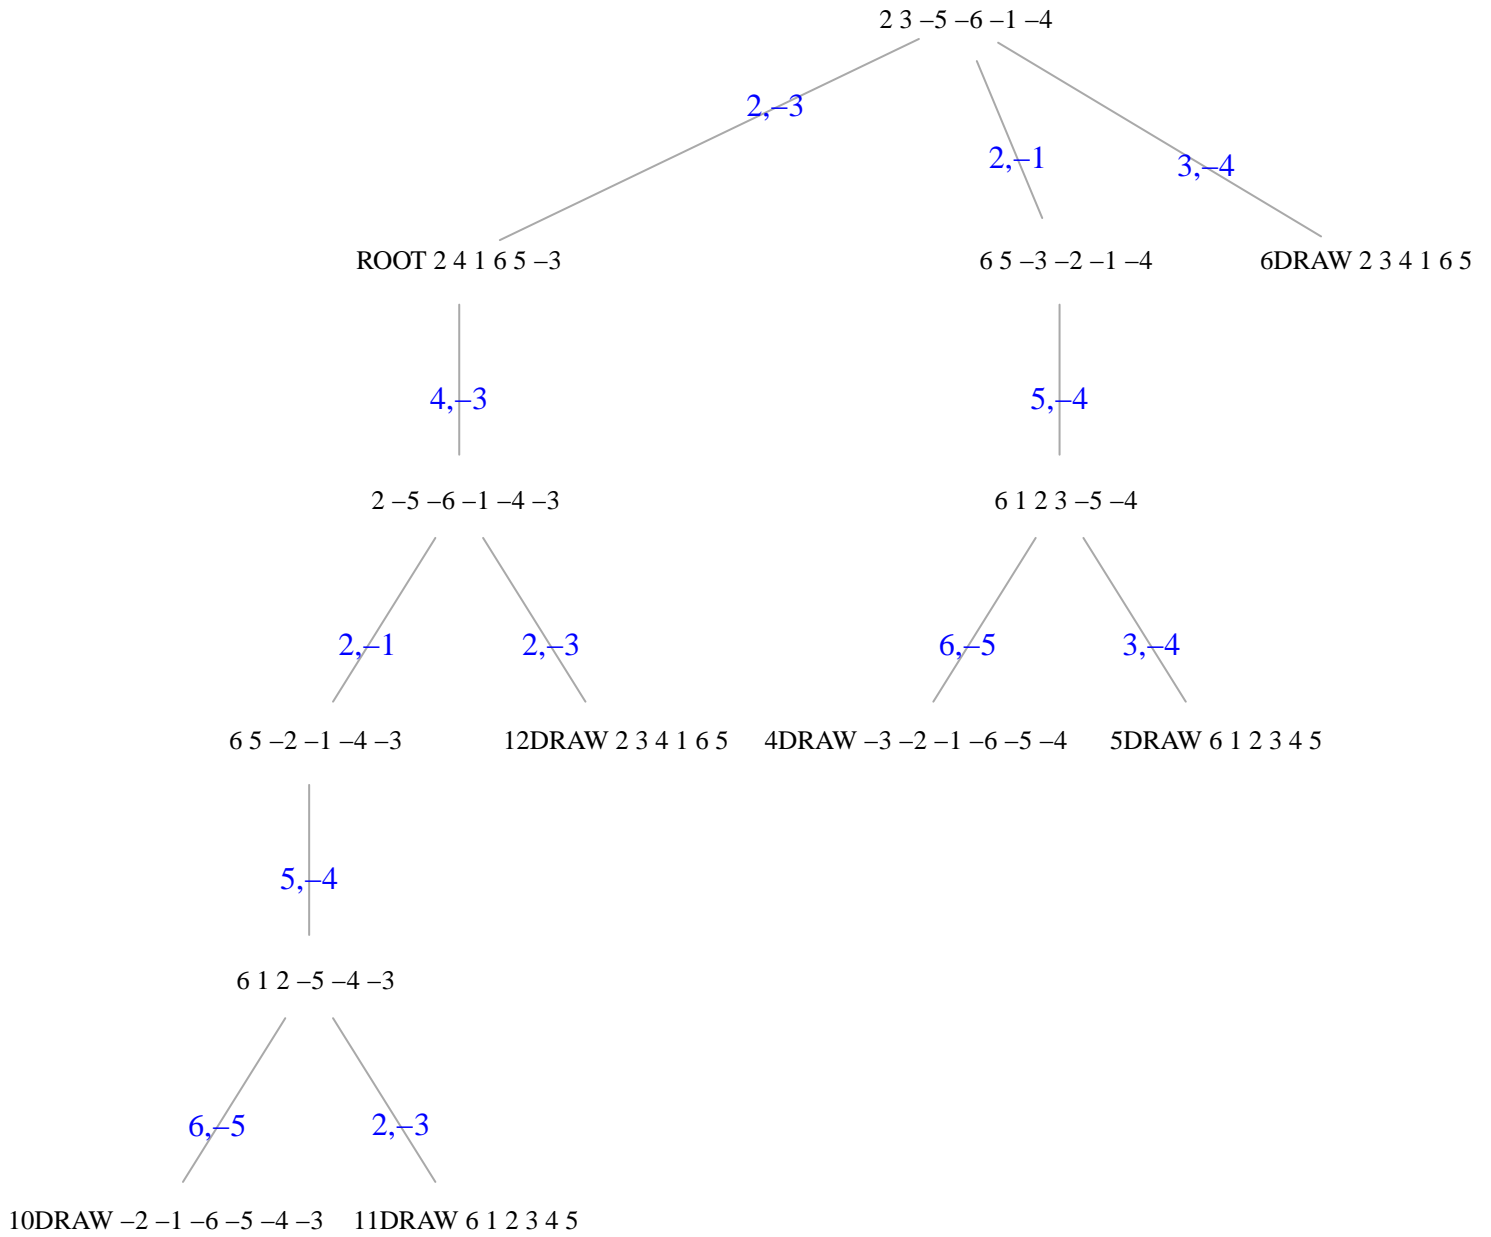 2 3 –5 –6 –1 –4
2,–3
2,–1
3,–4
ROOT 2 4 1 6 5 –3
6 5 –3 –2 –1 –4
6DRAW 2 3 4 1 6 5
4,–3
5,–4
2 –5 –6 –1 –4 –3
6 1 2 3 –5 –4
2,–1
2,–3
6,–5
3,–4
6 5 –2 –1 –4 –3
12DRAW 2 3 4 1 6 5
4DRAW –3 –2 –1 –6 –5 –4
5DRAW 6 1 2 3 4 5
5,–4
6 1 2 –5 –4 –3
6,–5
2,–3
10DRAW –2 –1 –6 –5 –4 –3
11DRAW 6 1 2 3 4 5